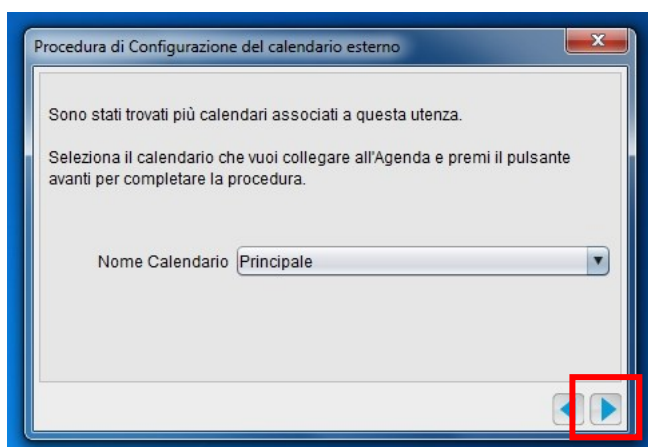 Procedura di Configurazione del calendario esterno
Sono stati trovati più calendari associati a questa utenza.
Seleziona il calendario che vuoi collegare all'Agenda e premi il pulsante
avanti per completare la procedura.
Nome Calendario Principale